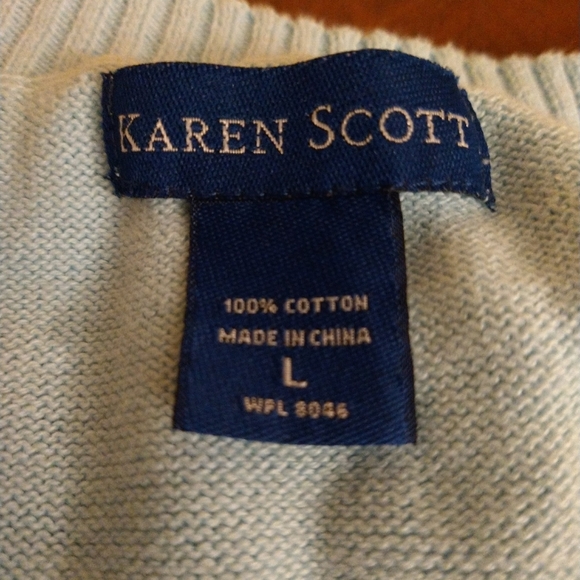 KAREN SCOTT
100% COTTON
MADE IN CHINA
L
WPL 8046